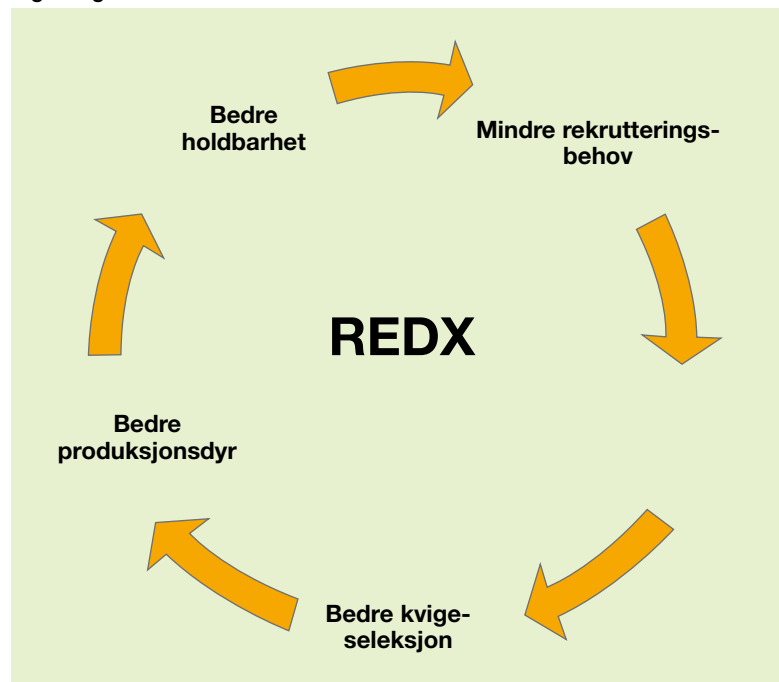 Bedre
holdbarhet
Mindre rekrutterings-
behov
REDX
Bedre
produksjonsdyr
Bedre kvige-
seleksjon